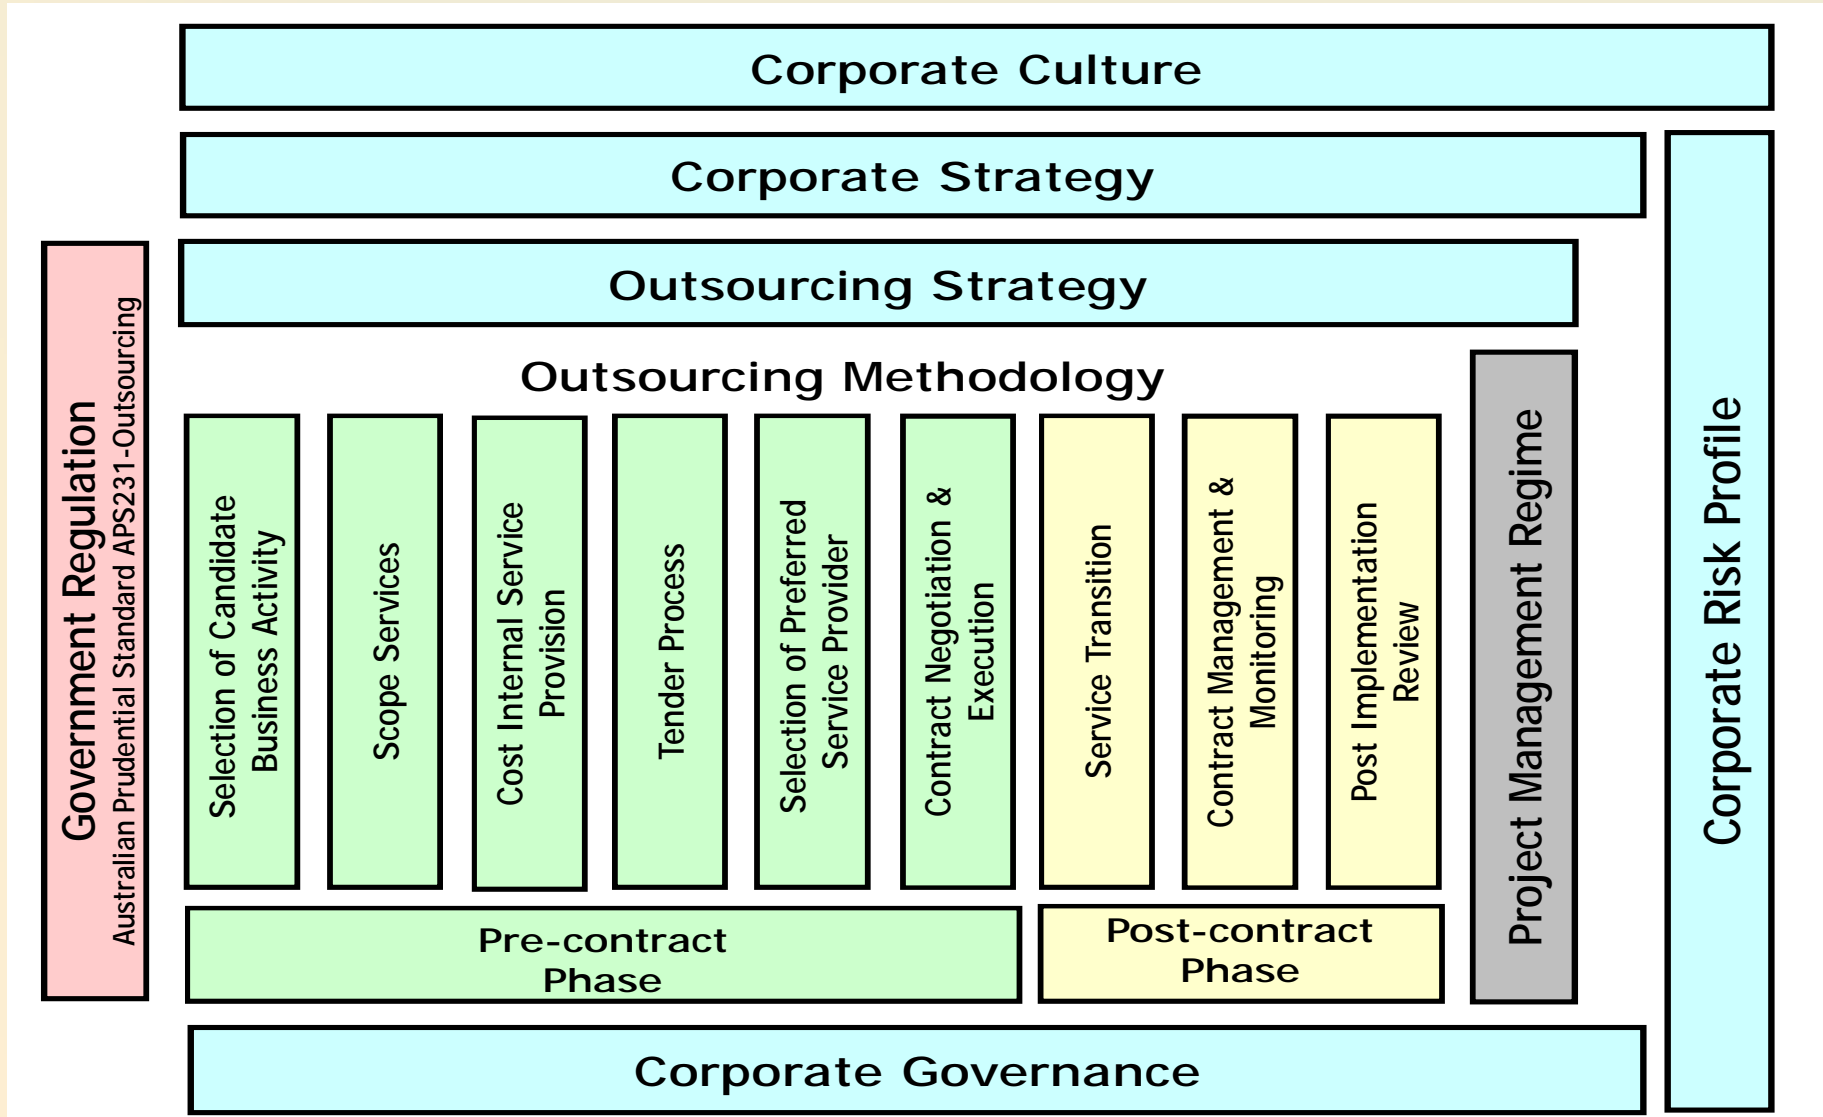 Corporate Culture
Corporate Strategy
Outsourcing Strategy
Government Regulation
Australian Prudential Standard APS231-Outsourcing
Outsourcing Methodology
Selection of Candidate
Business Activity
Scope Services
Cost Internal Service
Provision
Tender Process
Selection of Preferred
Service Provider
Contract Negotiation &
Execution
Service Transition
Contract Management &
Monitoring
Post Implementation
Review
Project Management Regime
Corporate Risk Profile
Pre-contract
Phase
Post-contract
Phase
Corporate Governance